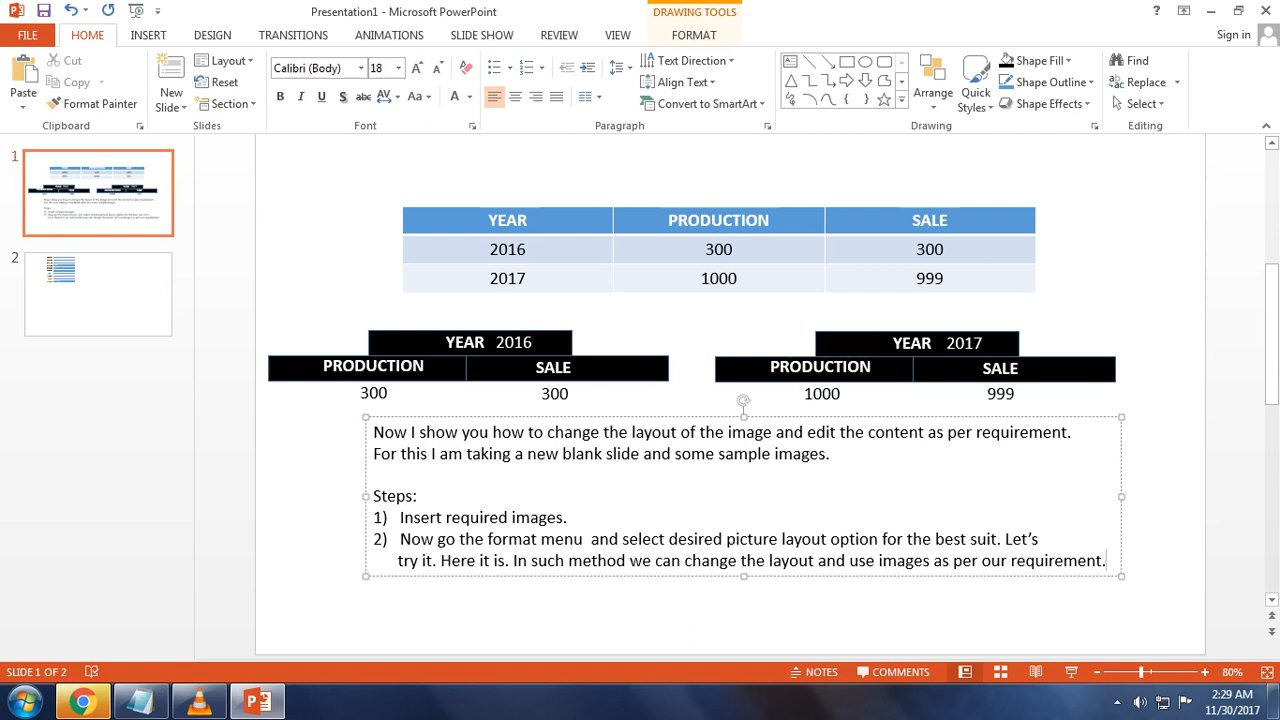 Presentation1 - Microsoft PowerPoint
DRAWING TOOLS
?
FILE
HOME
INSERT
DESIGN
TRANSITIONS
ANIMATIONS
SLIDE SHOW
REVIEW
VIEW
FORMAT
Sign in
Paste
Cut
Copy
Format Painter
Clipboard
New Slide
Layout
Reset
Section
Slides
Calibri (Body)
18
B I U S abc AV Aa A
Font
Text Direction
Align Text
Convert to SmartArt
Paragraph
Arrange
Quick Styles
Shape Fill
Shape Outline
Shape Effects
Drawing
Find
Replace
Select
Editing
1
2
YEAR PRODUCTION SALE
2016 300 300
2017 1000 999
YEAR 2016
PRODUCTION SALE
300 300
YEAR 2017
PRODUCTION SALE
1000 999
Now I show you how to change the layout of the image and edit the content as per requirement.
For this I am taking a new blank slide and some sample images.
Steps:
1) Insert required images.
2) Now go the format menu and select desired picture layout option for the best suit. Let's
try it. Here it is. In such method we can change the layout and use images as per our requirement.
SLIDE 1 OF 2
NOTES
COMMENTS
80%
2:29 AM
11/30/2017